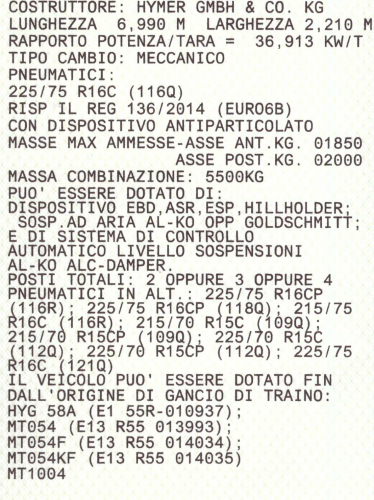 COSTRUTTORE: HYMER GMBH & CO. KG
LUNGHEZZA 6,990 M LARGHEZZA 2,210 M
RAPPORTO POTENZA/TARA = 36,913 KW/T
TIPO CAMBIO: MECCANICO
PNEUMATICI:
225/75 R16C (116Q)
RISP IL REG 136/2014 (EURO6B)
CON DISPOSITIVO ANTIPARTICOLATO
MASSE MAX AMMESSE-ASSE ANT.KG. 01850
ASSE POST.KG. 02000
MASSA COMBINAZIONE: 5500KG
PUO' ESSERE DOTATO DI:
DISPOSITIVO EBD,ASR,ESP,HILLHOLDER;
SOSP.AD ARIA AL-KO OPP GOLDSCHMITT;
E DI SISTEMA DI CONTROLLO
AUTOMATICO LIVELLO SOSPENSIONI
AL-KO ALC-DAMPER.
POSTI TOTALI: 2 OPPURE 3 OPPURE 4
PNEUMATICI IN ALT.: 225/75 R16CP
(116R); 225/75 R16CP (118Q); 215/75
R16C (116R); 215/70 R15C (109Q);
215/70 R15CP (109Q); 225/70 R15C
(112Q); 225/70 R15CP (112Q); 225/75
R16C (121Q)
IL VEICOLO PUO' ESSERE DOTATO FIN
DALL'ORIGINE DI GANCIO DI TRAINO:
HYG 58A (E1 55R-010937);
MT054 (E13 R55 013993);
MT054F (E13 R55 014034);
MT054KF (E13 R55 014035)
MT1004